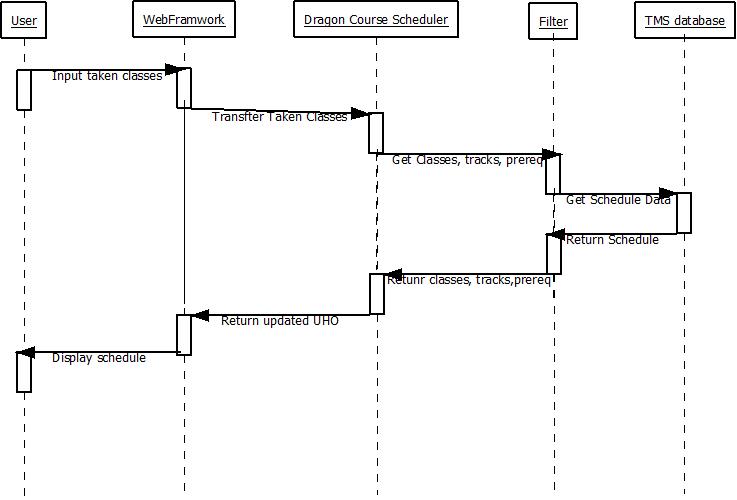 User
WebFramwork
Dragon Course Scheduler
Filter
TMS database
Input taken classes
Transfter Taken Classes
Get Classes, tracks, prereq
Get Schedule Data
Return Schedule
Retunr classes, tracks,prereq
Return updated UHO
Display schedule